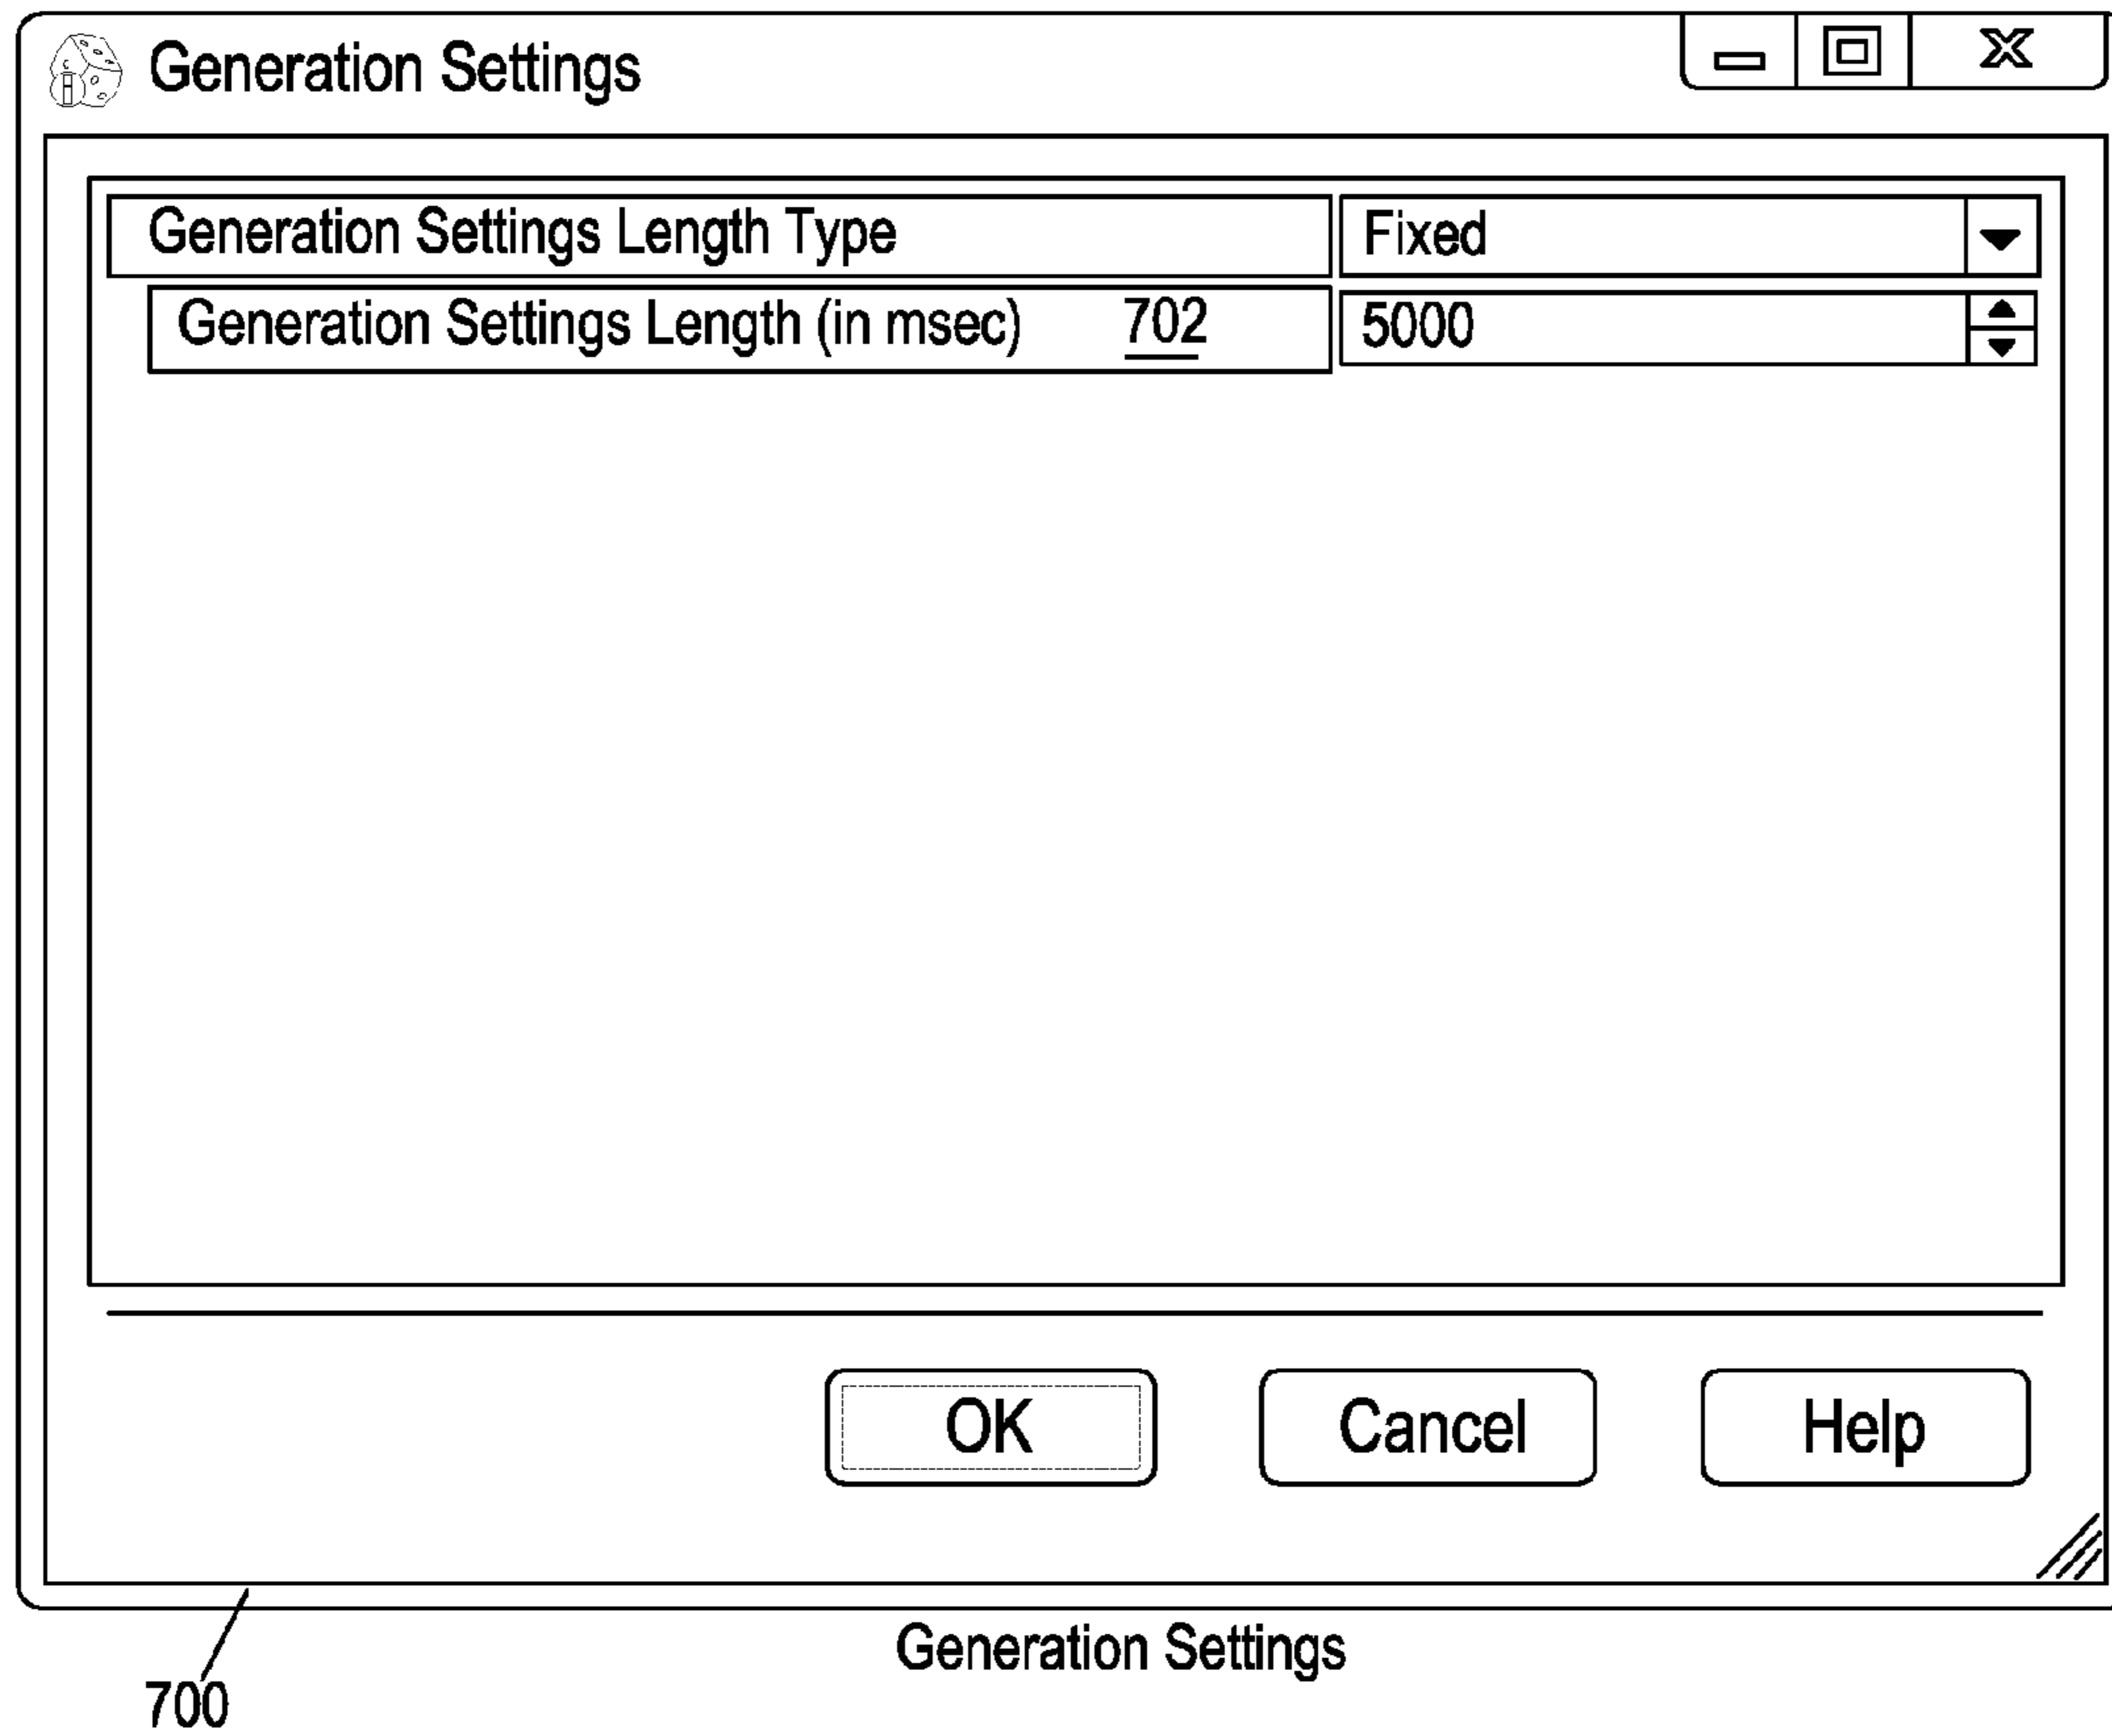 Generation Settings
Generation Settings Length Type Fixed
Generation Settings Length (in msec) 702 5000
OK Cancel Help
Generation Settings
700